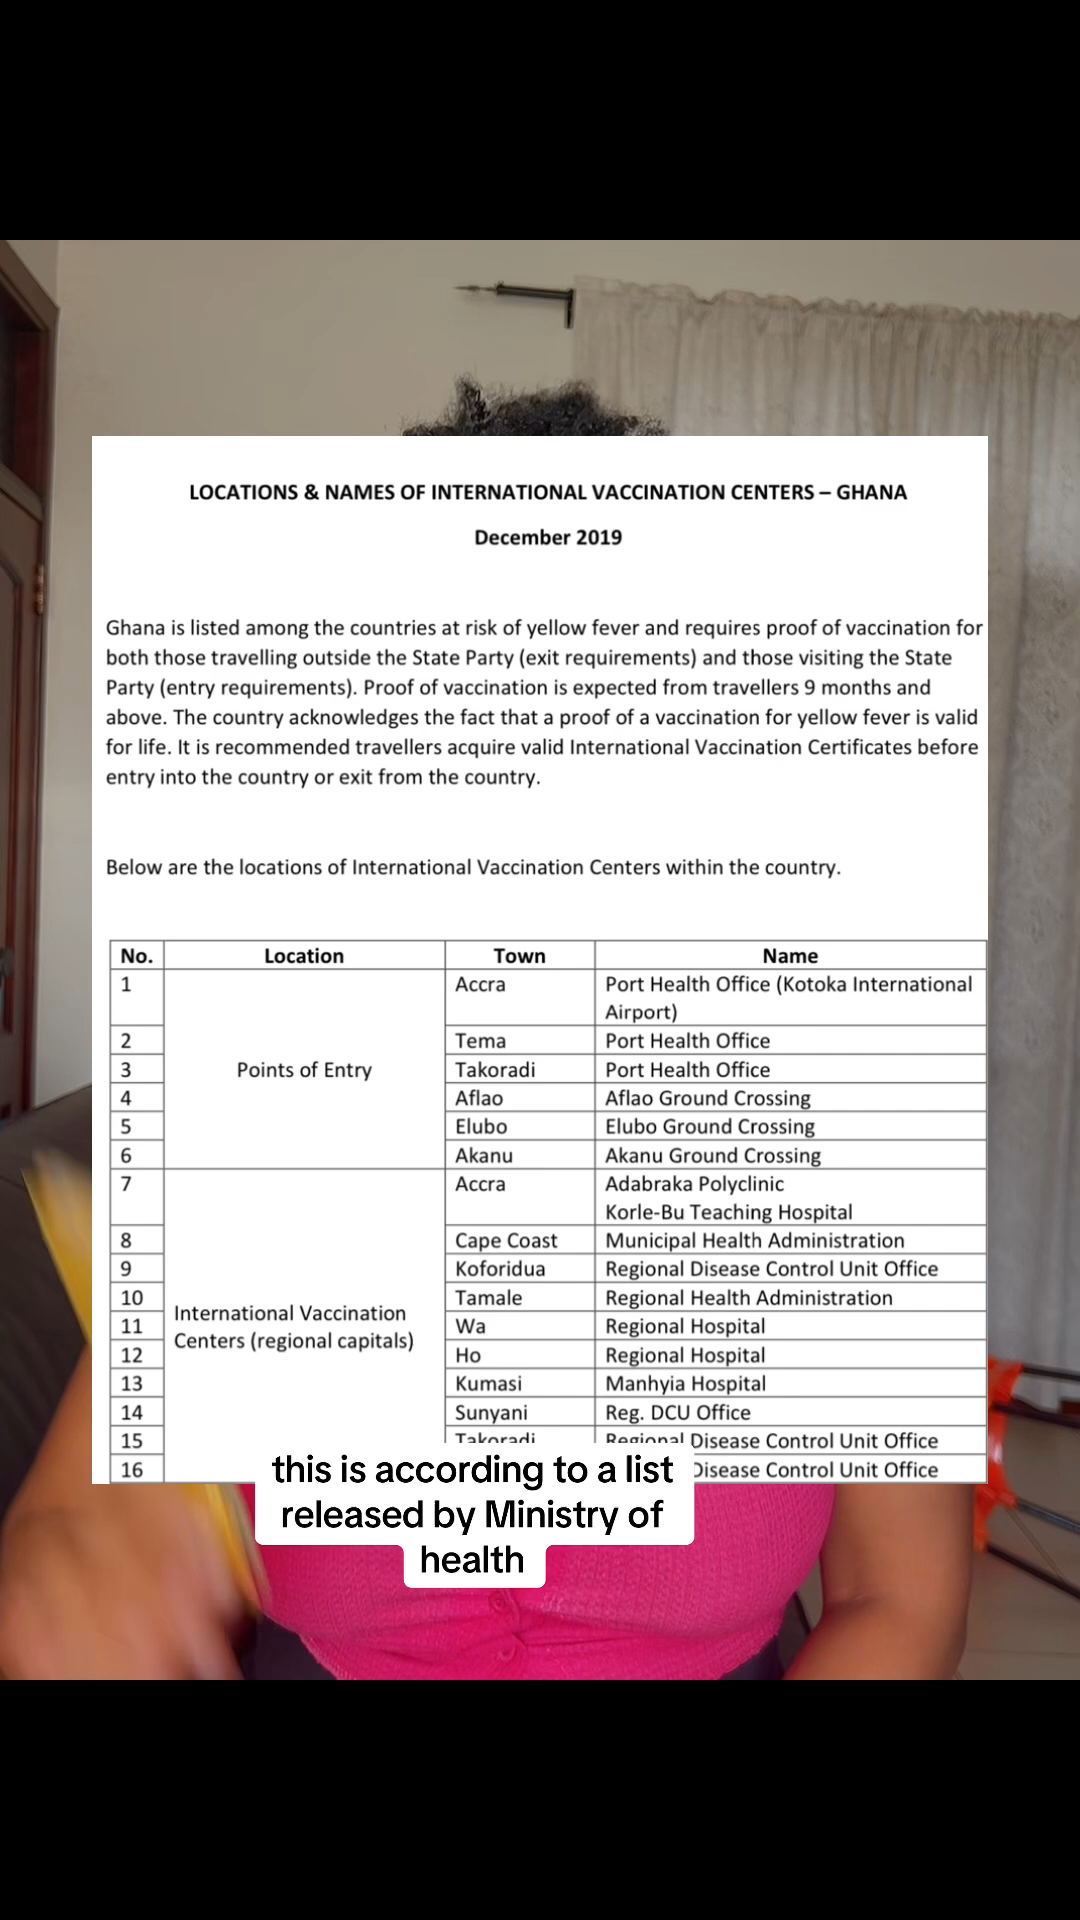 LOCATIONS & NAMES OF INTERNATIONAL VACCINATION CENTERS – GHANA
December 2019
Ghana is listed among the countries at risk of yellow fever and requires proof of vaccination for
both those travelling outside the State Party (exit requirements) and those visiting the State
Party (entry requirements). Proof of vaccination is expected from travellers 9 months and
above. The country acknowledges the fact that a proof of a vaccination for yellow fever is valid
for life. It is recommended travellers acquire valid International Vaccination Certificates before
entry into the country or exit from the country.
Below are the locations of International Vaccination Centers within the country.
No. Location Town Name
1 Accra Port Health Office (Kotoka International
Airport)
2 Tema Port Health Office
3 Points of Entry Takoradi Port Health Office
4 Aflao Aflao Ground Crossing
5 Elubo Elubo Ground Crossing
6 Akanu Akanu Ground Crossing
7 Accra Adabraka Polyclinic
Korle-Bu Teaching Hospital
8 Cape Coast Municipal Health Administration
9 Koforidua Regional Disease Control Unit Office
10 Tamale Regional Health Administration
International Vaccination
Centers (regional capitals)
11 Wa Regional Hospital
12 Ho Regional Hospital
13 Kumasi Manhyia Hospital
14 Sunyani Reg. DCU Office
15 Takoradi Regional Disease Control Unit Office
16 Disease Control Unit Office
this is according to a list
released by Ministry of
health